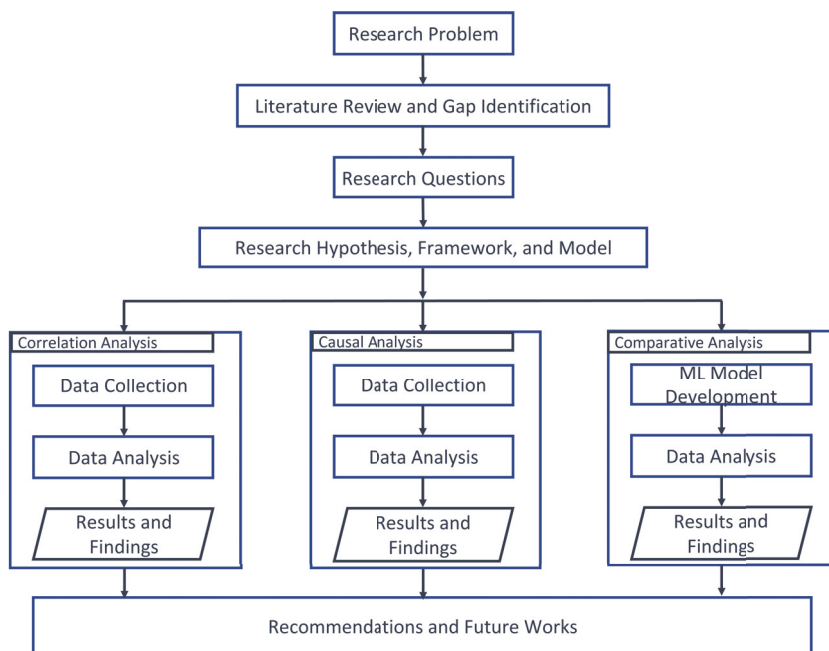 Research Problem
Literature Review and Gap Identification
Research Questions
Research Hypothesis, Framework, and Model
Correlation Analysis
Data Collection
Data Analysis
Results and
Findings
Causal Analysis
Data Collection
Data Analysis
Results and
Findings
Comparative Analysis
ML Model
Development
Data Analysis
Results and
Findings
Recommendations and Future Works